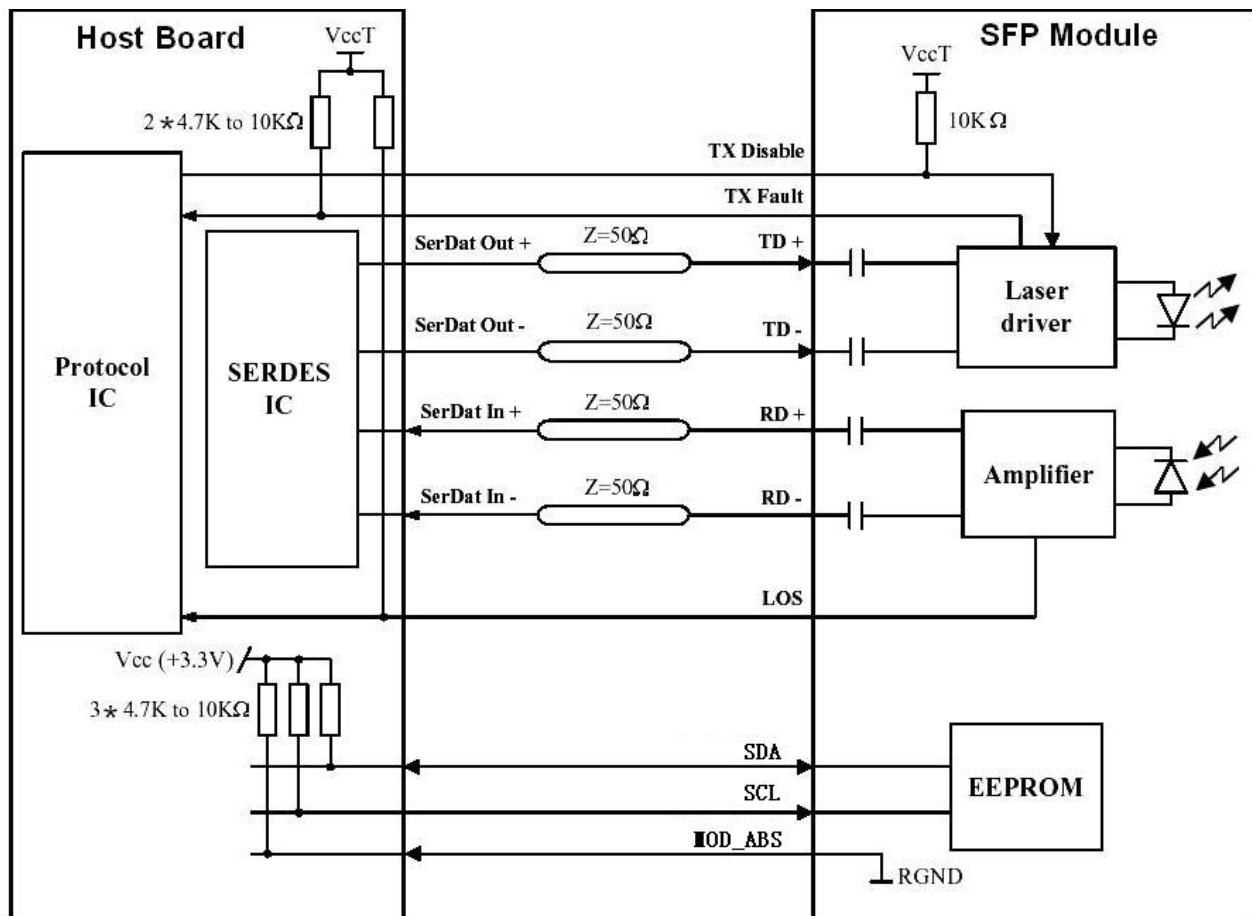 Host Board
SFP Module
VccT
VccT
2*4.7K to 10KΩ
10KΩ
TX Disable
TX Fault
SerDat Out +
Z=50Ω
TD +
Laser
driver
SerDat Out -
Z=50Ω
TD -
Protocol
IC
SERDES
IC
SerDat In +
Z=50Ω
RD +
Amplifier
SerDat In -
Z=50Ω
RD -
LOS
Vcc (+3.3V)
3* 4.7K to 10KΩ
SDA
EEPROM
SCL
MOD_ABS
RGND